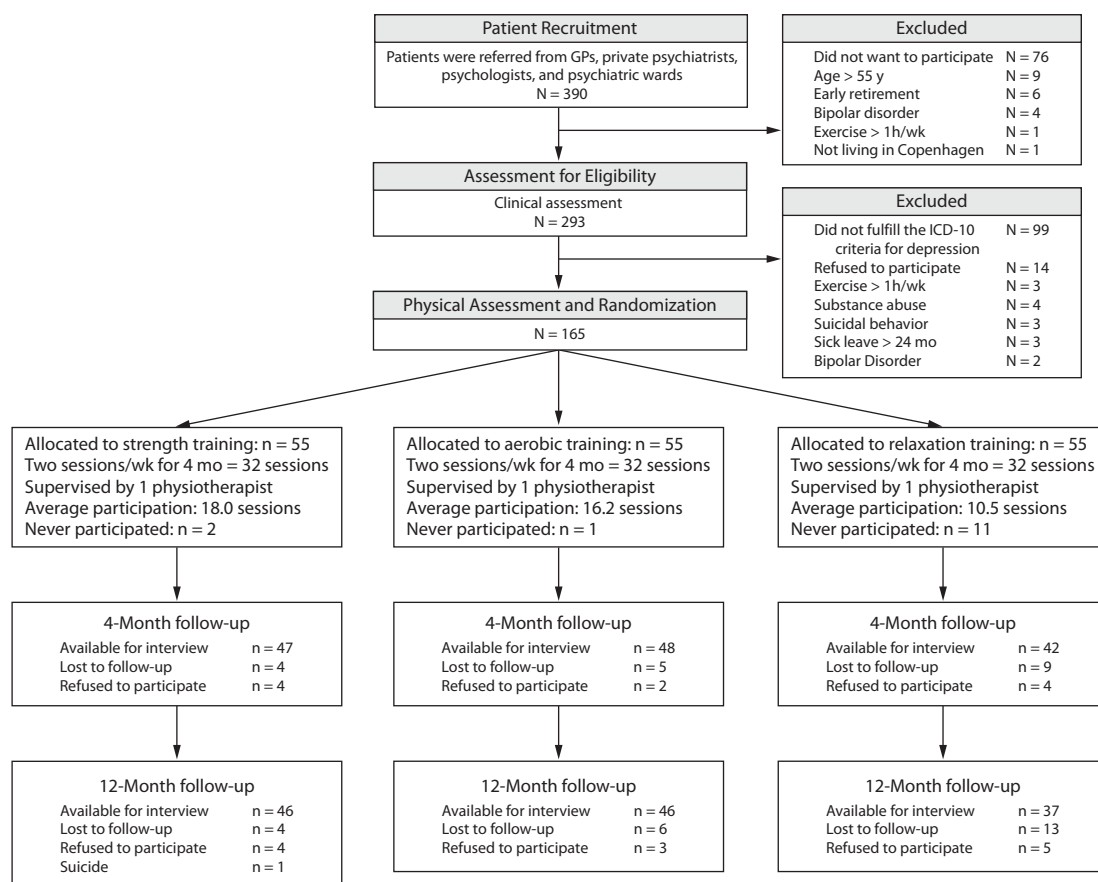 Patient Recruitment
Patients were referred from GPs, private psychiatrists,
psychologists, and psychiatric wards
N = 390
Excluded
Did not want to participate N = 76
Age > 55 y N = 9
Early retirement N = 6
Bipolar disorder N = 4
Exercise > 1h/wk N = 1
Not living in Copenhagen N = 1
Assessment for Eligibility
Clinical assessment
N = 293
Excluded
Did not fulfill the ICD-10 N = 99
criteria for depression
Refused to participate N = 14
Exercise > 1h/wk N = 3
Substance abuse N = 4
Suicidal behavior N = 3
Sick leave > 24 mo N = 3
Bipolar Disorder N = 2
Physical Assessment and Randomization
N = 165
Allocated to strength training: n = 55
Two sessions/wk for 4 mo = 32 sessions
Supervised by 1 physiotherapist
Average participation: 18.0 sessions
Never participated: n = 2
Allocated to aerobic training: n = 55
Two sessions/wk for 4 mo = 32 sessions
Supervised by 1 physiotherapist
Average participation: 16.2 sessions
Never participated: n = 1
Allocated to relaxation training: n = 55
Two sessions/wk for 4 mo = 32 sessions
Supervised by 1 physiotherapist
Average participation: 10.5 sessions
Never participated: n = 11
4-Month follow-up
Available for interview n = 47
Lost to follow-up n = 4
Refused to participate n = 4
4-Month follow-up
Available for interview n = 48
Lost to follow-up n = 5
Refused to participate n = 2
4-Month follow-up
Available for interview n = 42
Lost to follow-up n = 9
Refused to participate n = 4
12-Month follow-up
Available for interview n = 46
Lost to follow-up n = 4
Refused to participate n = 4
Suicide n = 1
12-Month follow-up
Available for interview n = 46
Lost to follow-up n = 6
Refused to participate n = 3
12-Month follow-up
Available for interview n = 37
Lost to follow-up n = 13
Refused to participate n = 5